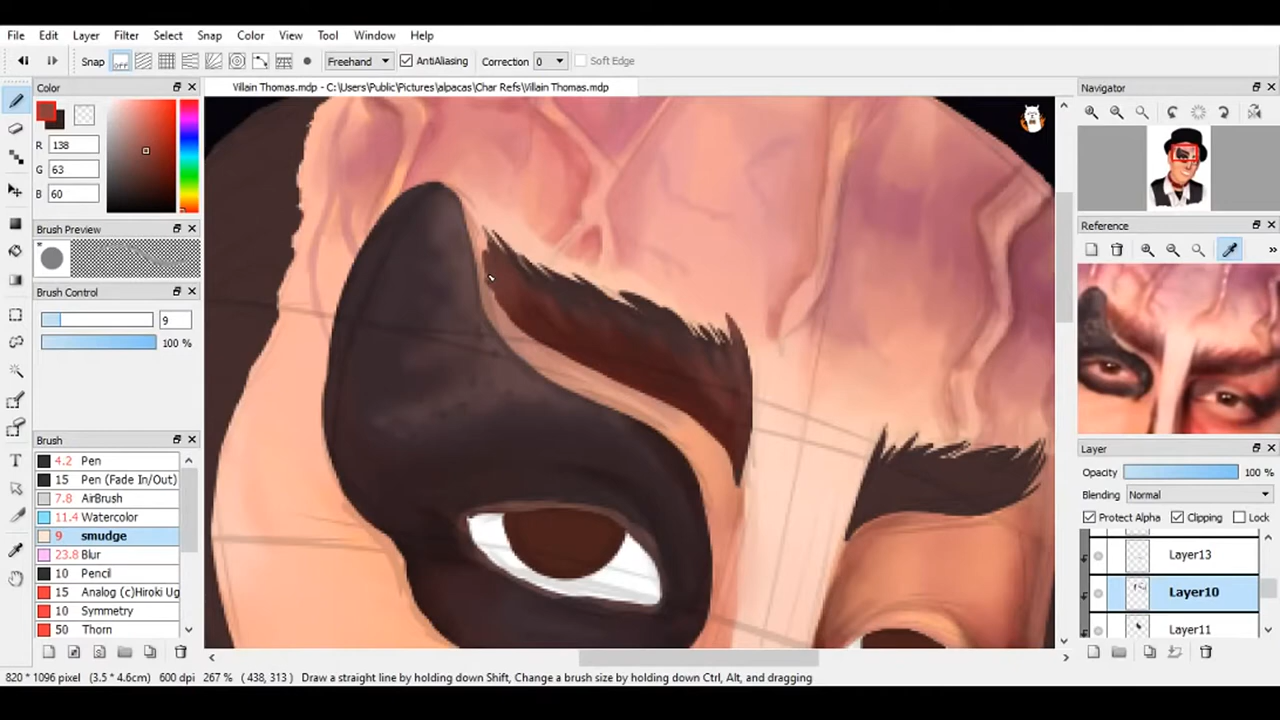 File Edit Layer Filter Select Snap Color View Tool Window Help
Snap OFF Freehand AntiAliasing Correction 0 Soft Edge
Color
R 138
G 63
B 60
Brush Preview
Brush Control
9
100 %
Brush
4.2 Pen
15 Pen (Fade In/Out)
7.8 AirBrush
11.4 Watercolor
9 smudge
23.8 Blur
10 Pencil
15 Analog (c)Hiroki Ug
10 Symmetry
50 Thorn
Villain Thomas.mdp - C:\Users\Public\Pictures\alpacas\Char Refs\Villain Thomas.mdp
Navigator
Reference
Layer
Opacity 100 %
Blending Normal
Protect Alpha Clipping Lock
Layer13
Layer10
Layer11
820 * 1096 pixel (3.5 * 4.6cm) 600 dpi 267 % ( 438, 313 ) Draw a straight line by holding down Shift, Change a brush size by holding down Ctrl, Alt, and dragging